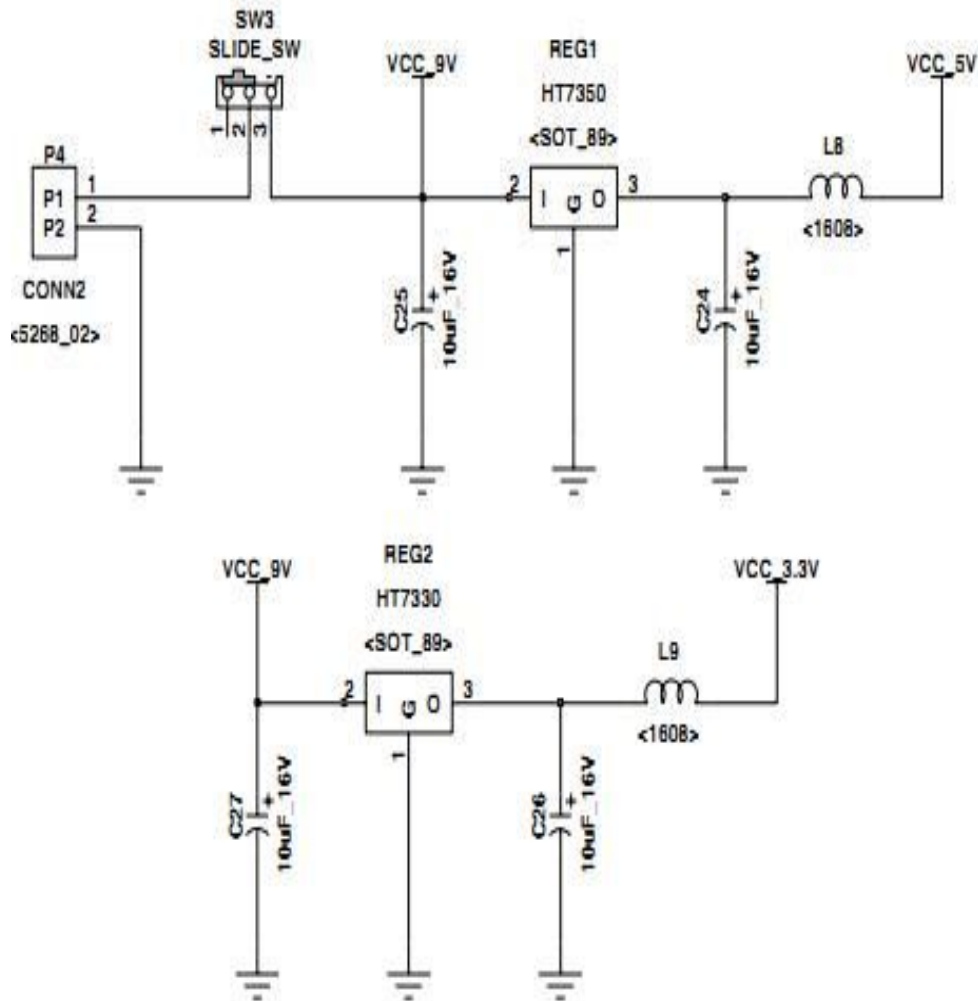 SW3
SLIDE_SW
1
2
3
P4
P1
P2
1
2
CONN2
<5268_02>
VCC_9V
REG1
HT7350
<SOT_89>
2
I G O
3
1
C25
+
10uF_16V
L8
<1608>
VCC_5V
C24
+
10uF_16V
VCC_9V
REG2
HT7330
<SOT_89>
2
I G O
3
1
C27
+
10uF_16V
L9
<1608>
VCC_3.3V
C26
+
10uF_16V